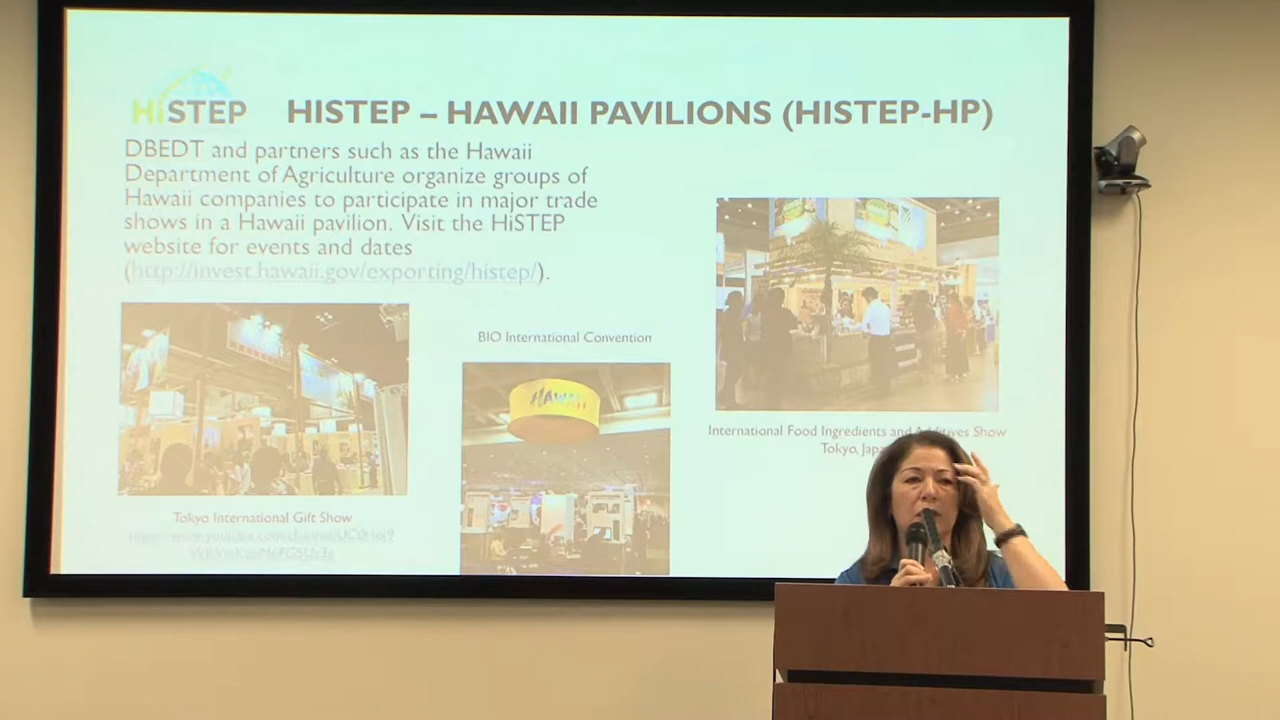 HiSTEP
HISTEP – HAWAII PAVILIONS (HISTEP-HP)
DBEDT and partners such as the Hawaii
Department of Agriculture organize groups of
Hawaii companies to participate in major trade
shows in a Hawaii pavilion. Visit the HiSTEP
website for events and dates
(http://invest.hawaii.gov/exporting/histep/).
BIO International Convention
HAWAII
International Food Ingredients and Additives Show
Tokyo,
Tokyo International Gift Show